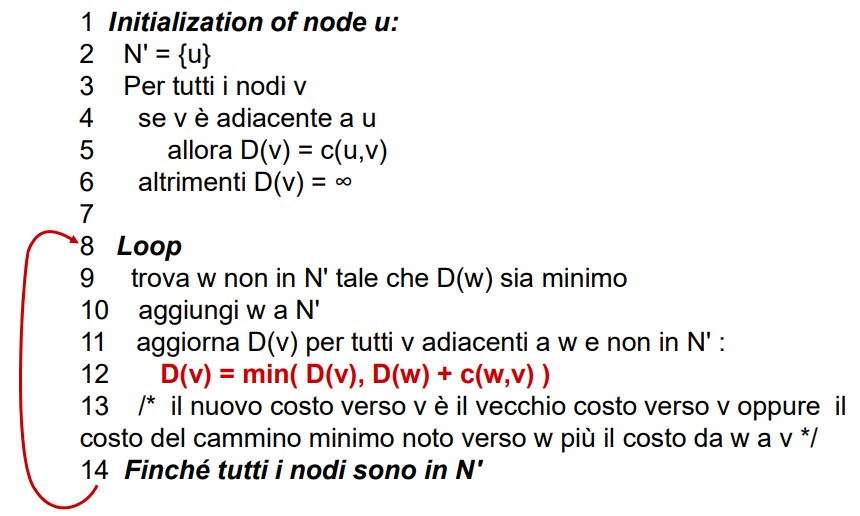 1 Initialization of node u:
2 N' = {u}
3 Per tutti i nodi v
4 se v è adiacente a u
5 allora D(v) = c(u,v)
6 altrimenti D(v) = ∞
7
8 Loop
9 trova w non in N' tale che D(w) sia minimo
10 aggiungi w a N'
11 aggiorna D(v) per tutti v adiacenti a w e non in N' :
12 D(v) = min( D(v), D(w) + c(w,v) )
13 /* il nuovo costo verso v è il vecchio costo verso v oppure il
costo del cammino minimo noto verso w più il costo da w a v */
14 Finché tutti i nodi sono in N'